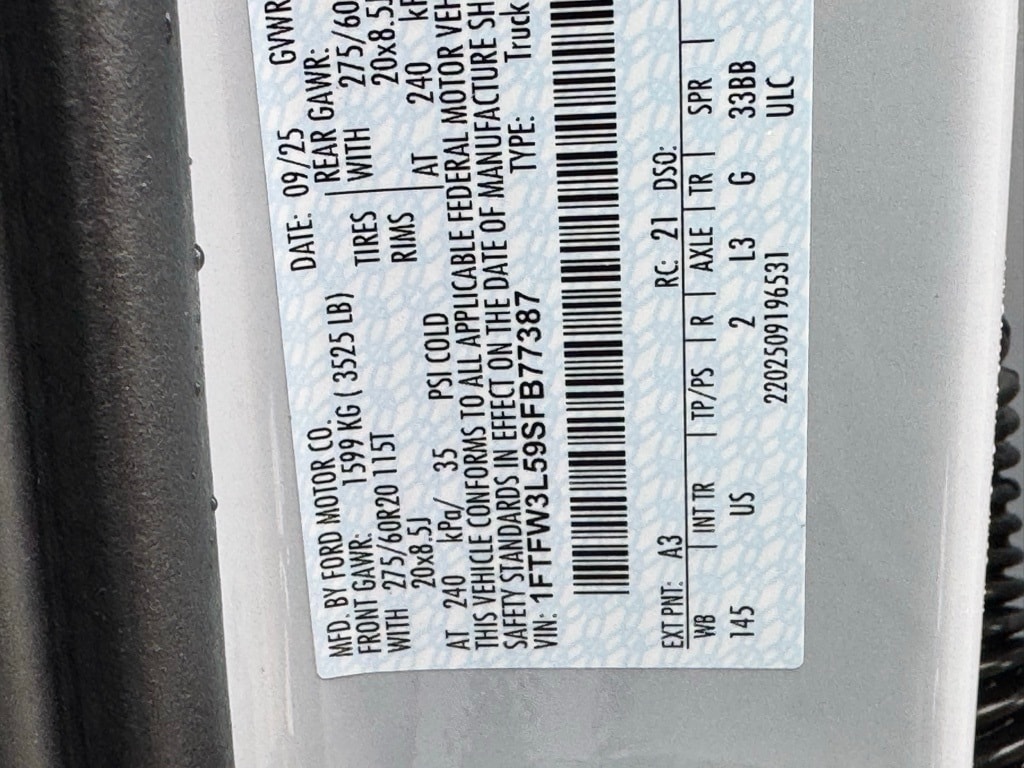 MFD. BY FORD MOTOR CO. DATE: 09/25 GVWR
FRONT GAWR: 1599 KG ( 3525 LB) REAR GAWR:
WITH 275/60R20 115T TIRES WITH 275/60
20x8.5J RIMS 20x8.5J
AT 240 kPa/ 35 PSI COLD AT 240
THIS VEHICLE CONFORMS TO ALL APPLICABLE FEDERAL MOTOR VEH
SAFETY STANDARDS IN EFFECT ON THE DATE OF MANUFACTURE SH
VIN: 1FTFW3L59SFB77387 TYPE: Truck
EXT PNT: A3 RC: 21 DSO:
WB | INT TR | TP/PS | R | AXLE | TR | SPR |
145 US 2 L3 G 33BB
220250919653​1 ULC